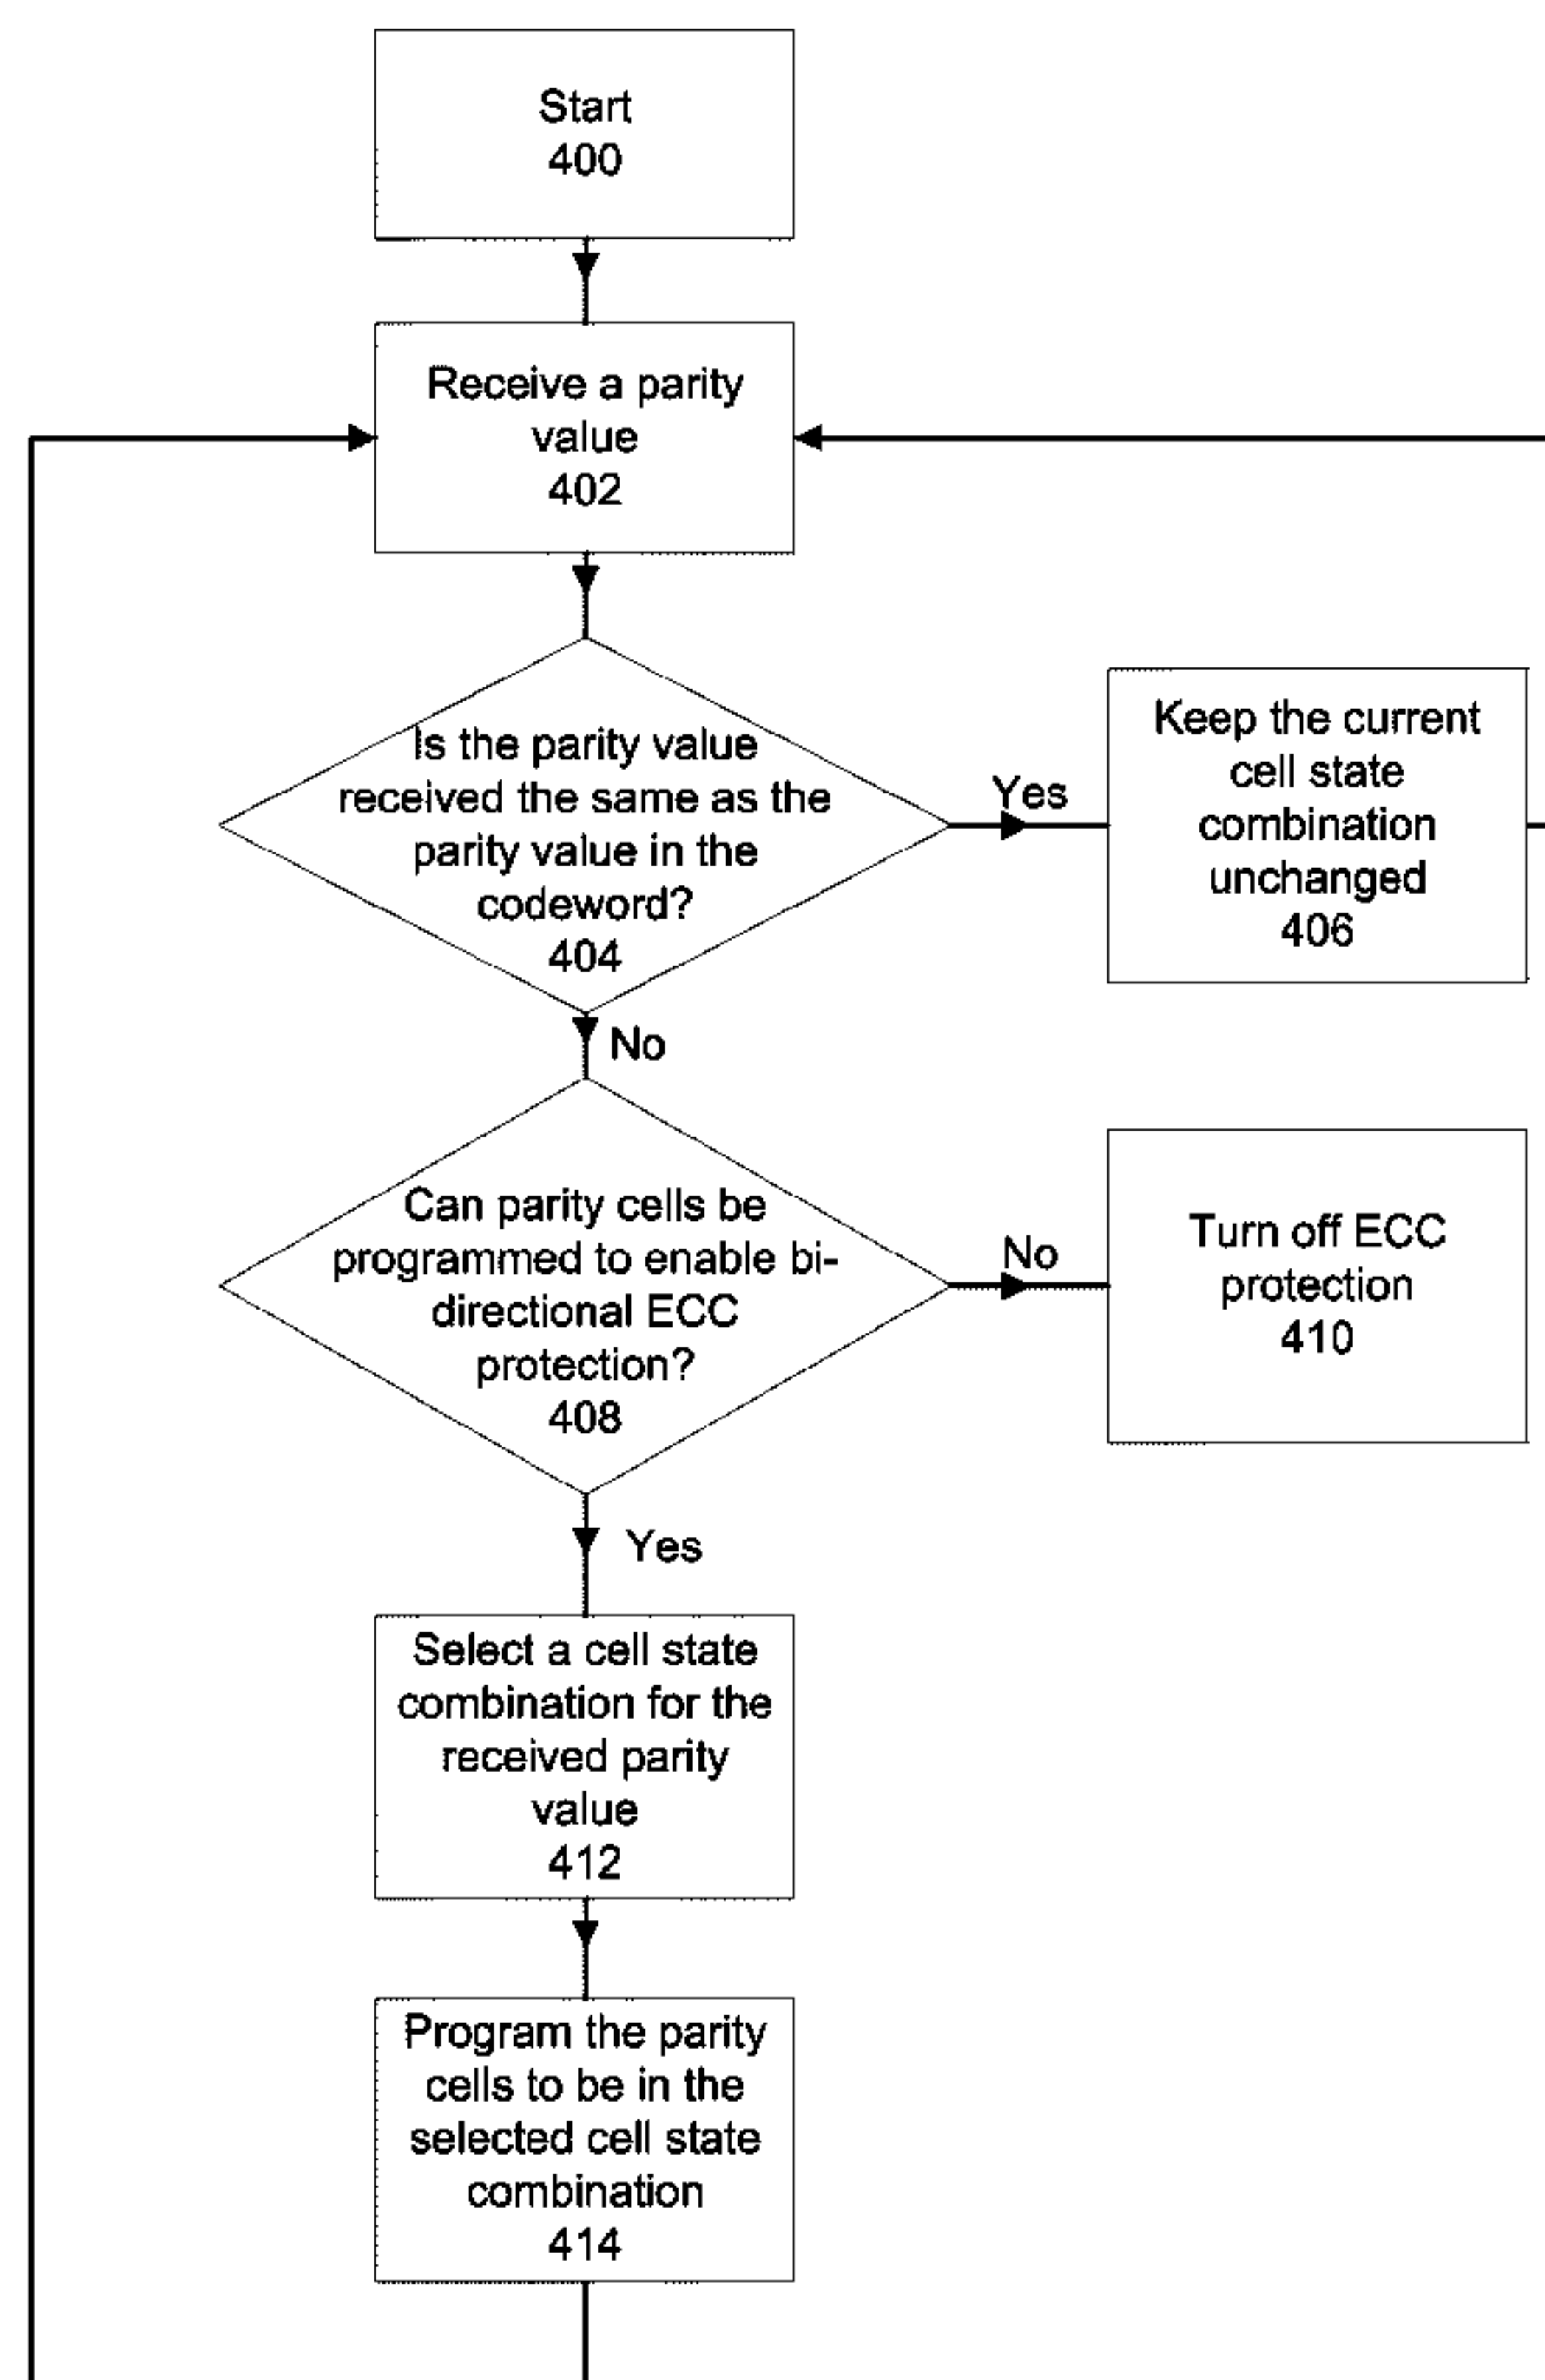 Start
400
Receive a parity
value
402
Is the parity value
received the same as the
parity value in the
codeword?
404
Yes
Keep the current
cell state
combination
unchanged
406
No
Can parity cells be
programmed to enable bi-
directional ECC
protection?
408
No
Turn off ECC
protection
410
Yes
Select a cell state
combination for the
received parity
value
412
Program the parity
cells to be in the
selected cell state
combination
414